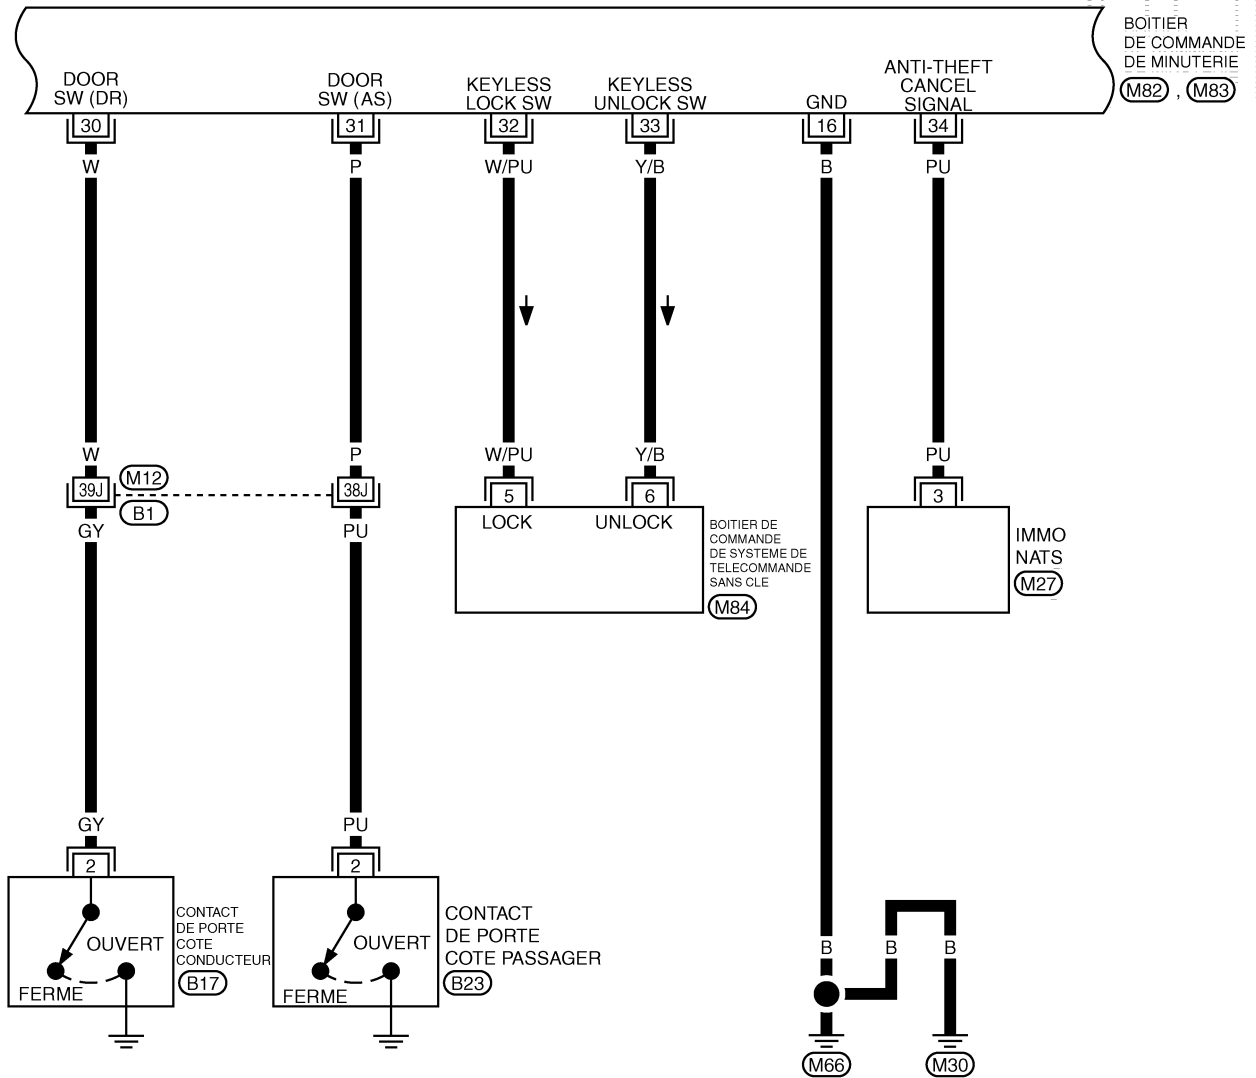 BOITIER
DE COMMANDE
DE MINUTERIE
M82 , M83
DOOR
SW (DR)
DOOR
SW (AS)
KEYLESS
LOCK SW
KEYLESS
UNLOCK SW
GND
ANTI-THEFT
CANCEL
SIGNAL
30 31 32 33 16 34
W P W/PU Y/B B PU
W P W/PU Y/B PU
39J M12 38J 5 6 3
B1
GY PU
LOCK UNLOCK
BOITIER DE
COMMANDE
DE SYSTEME DE
TELECOMMANDE
SANS CLE
M84
IMMO
NATS
M27
GY PU
2 2
OUVERT
FERME
CONTACT
DE PORTE
COTE
CONDUCTEUR
B17
OUVERT
FERME
CONTACT
DE PORTE
COTE PASSAGER
B23
B B B
M66 M30